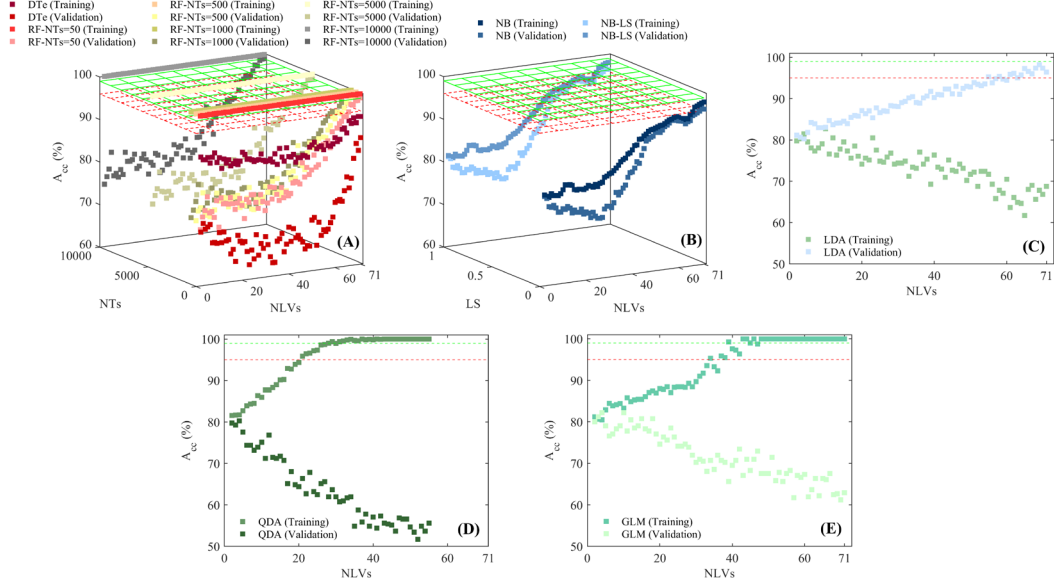 DTe (Training) RF-NTs=500 (Training) RF-NTs=5000 (Training)
DTe (Validation) RF-NTs=500 (Validation) RF-NTs=5000 (Validation)
RF-NTs=50 (Training) RF-NTs=1000 (Training) RF-NTs=10000 (Training)
RF-NTs=50 (Validation) RF-NTs=1000 (Validation) RF-NTs=10000 (Validation)
100
90
80
70
60
Acc (%)
10000
5000
0
NTs
0
20
40
60
71
NLVs
(A)
NB (Training) NB-LS (Training)
NB (Validation) NB-LS (Validation)
100
90
80
70
60
Acc (%)
1
0.5
0
LS
0
20
40
60
71
NLVs
(B)
100
90
80
70
60
50
Acc (%)
LDA (Training)
LDA (Validation)
(C)
0 20 40 60 71
NLVs
100
90
80
70
60
50
Acc (%)
QDA (Training)
QDA (Validation)
(D)
0 20 40 60 71
NLVs
100
90
80
70
60
50
Acc (%)
GLM (Training)
GLM (Validation)
(E)
0 20 40 60 71
NLVs